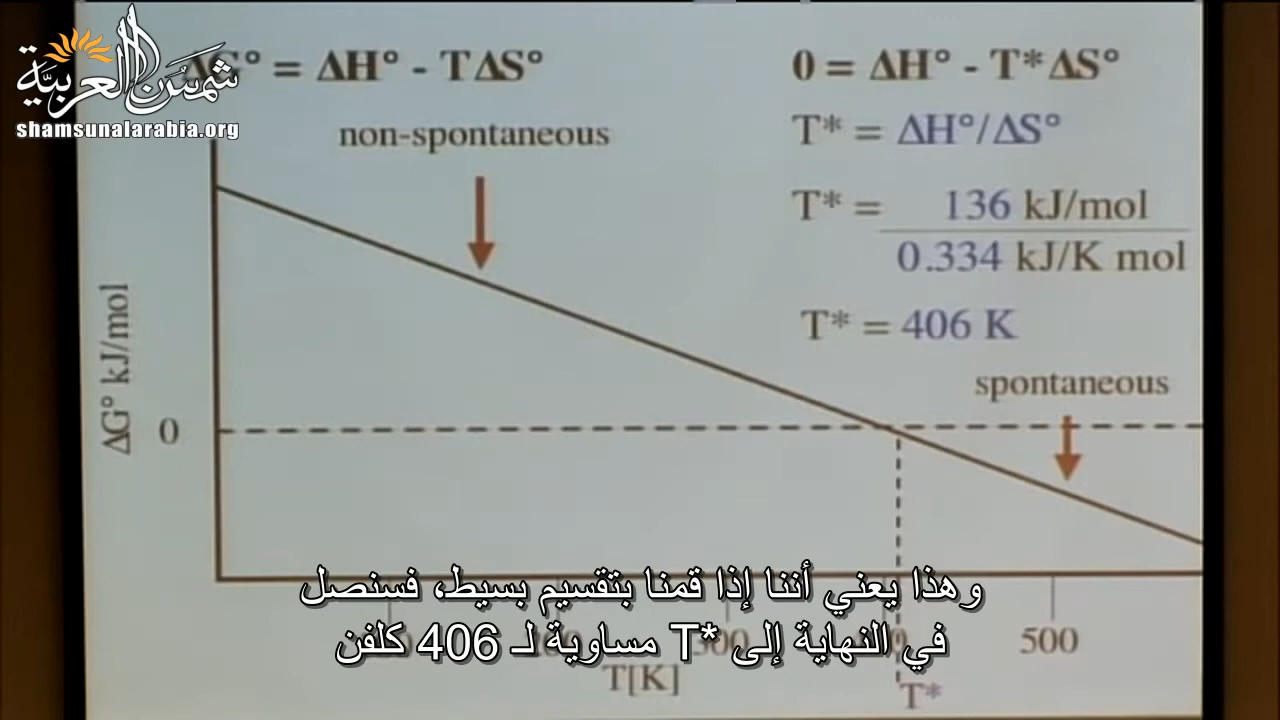 شمس العربية
shamsunalarabia.org
G° = ΔH° - TΔS°
0 = ΔH° - T*ΔS°
non-spontaneous
T* = ΔH°/ΔS°
T* = 136 kJ/mol
0.334 kJ/K mol
T* = 406 K
spontaneous
ΔG° kJ/mol
0
500
T[K]
T*
وهذا يعني أننا إذا قمنا بتقسيم بسيط، فسنصل
في النهاية إلى T* مساوية لـ 406 كلفن